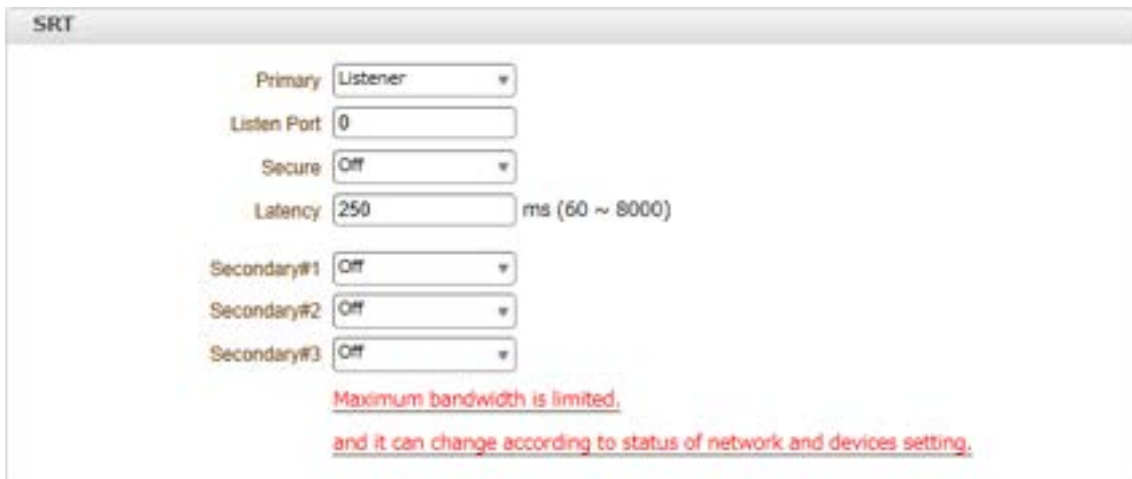 SRT
Primary Listener
Listen Port 0
Secure Off
Latency 250 ms (60 ~ 8000)
Secondary#1 Off
Secondary#2 Off
Secondary#3 Off
Maximum bandwidth is limited,
and it can change according to status of network and devices setting.